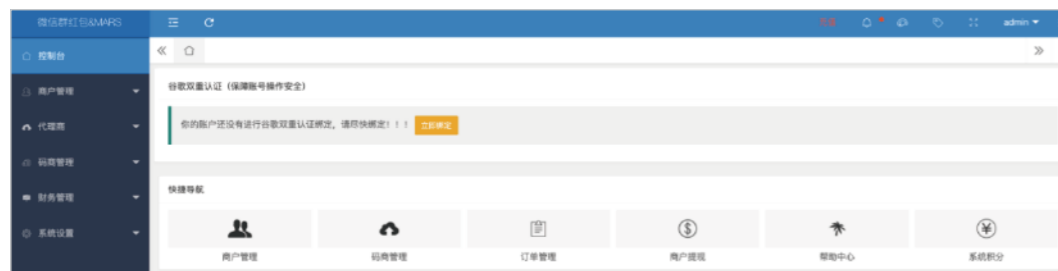 微信群红包&MARS
admin
控制台
商户管理
代理商
码商管理
财务管理
系统设置
谷歌双重认证（保障账号操作安全）
你的账户还没有进行谷歌双重认证绑定，请尽快绑定！！！ 立即绑定
快捷导航
商户管理 码商管理 订单管理 商户提现 帮助中心 系统积分